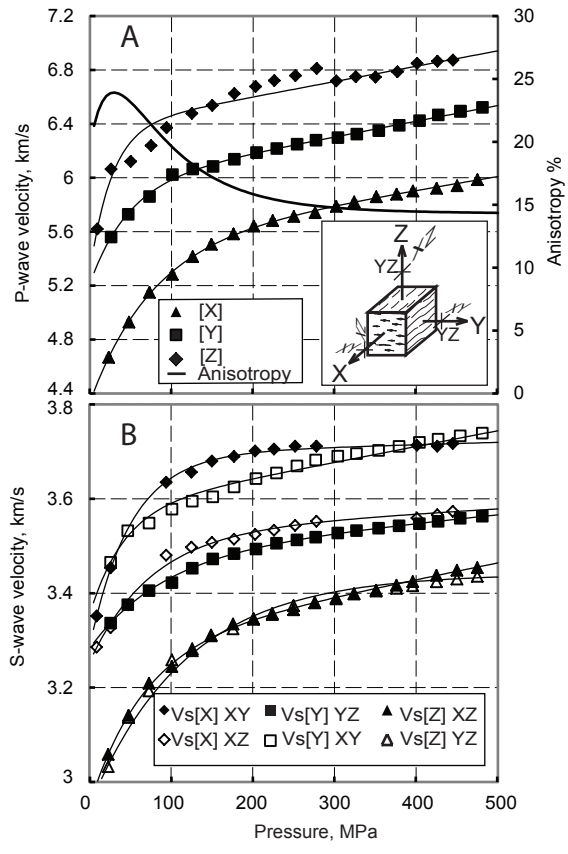 A
P-wave velocity, km/s
7.2
6.8
6.4
6
5.6
5.2
4.8
4.4
Anisotropy %
30
25
20
15
10
5
0
[X]
[Y]
[Z]
Anisotropy
Z
XZ
YZ
Y
YZ
X
B
S-wave velocity, km/s
3.8
3.6
3.4
3.2
3
Vs[X] XY Vs[Y] YZ Vs[Z] XZ
Vs[X] XZ Vs[Y] XY Vs[Z] YZ
0 100 200 300 400 500
Pressure, MPa